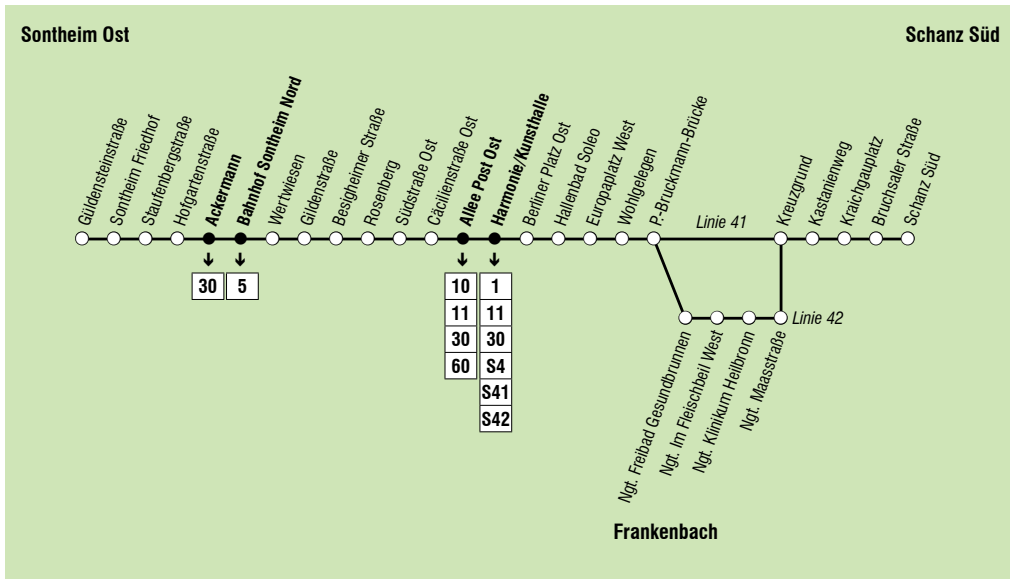 Sontheim Ost
Schanz Süd
Güldensteinstraße
Sontheim Friedhof
Staufenbergstraße
Hofgartenstraße
Ackermann
Bahnhof Sontheim Nord
Wertwiesen
Gildenstraße
Besigheimer Straße
Rosenberg
Südstraße Ost
Cäcilienstraße Ost
Allee Post Ost
Harmonie/Kunsthalle
Berliner Platz Ost
Hallenbad Soleo
Europaplatz West
Wohlgelegen
P.-Bruckmann-Brücke
Linie 41
Kreuzgrund
Kastanienweg
Kraichgauplatz
Bruchsaler Straße
Schanz Süd
30
5
10
11
30
60
1
11
30
S4
S41
S42
Linie 42
Ngt. Freibad Gesundbrunnen
Ngt. Im Fleischbeil West
Ngt. Klinikum Heilbronn
Ngt. Maasstraße
Frankenbach